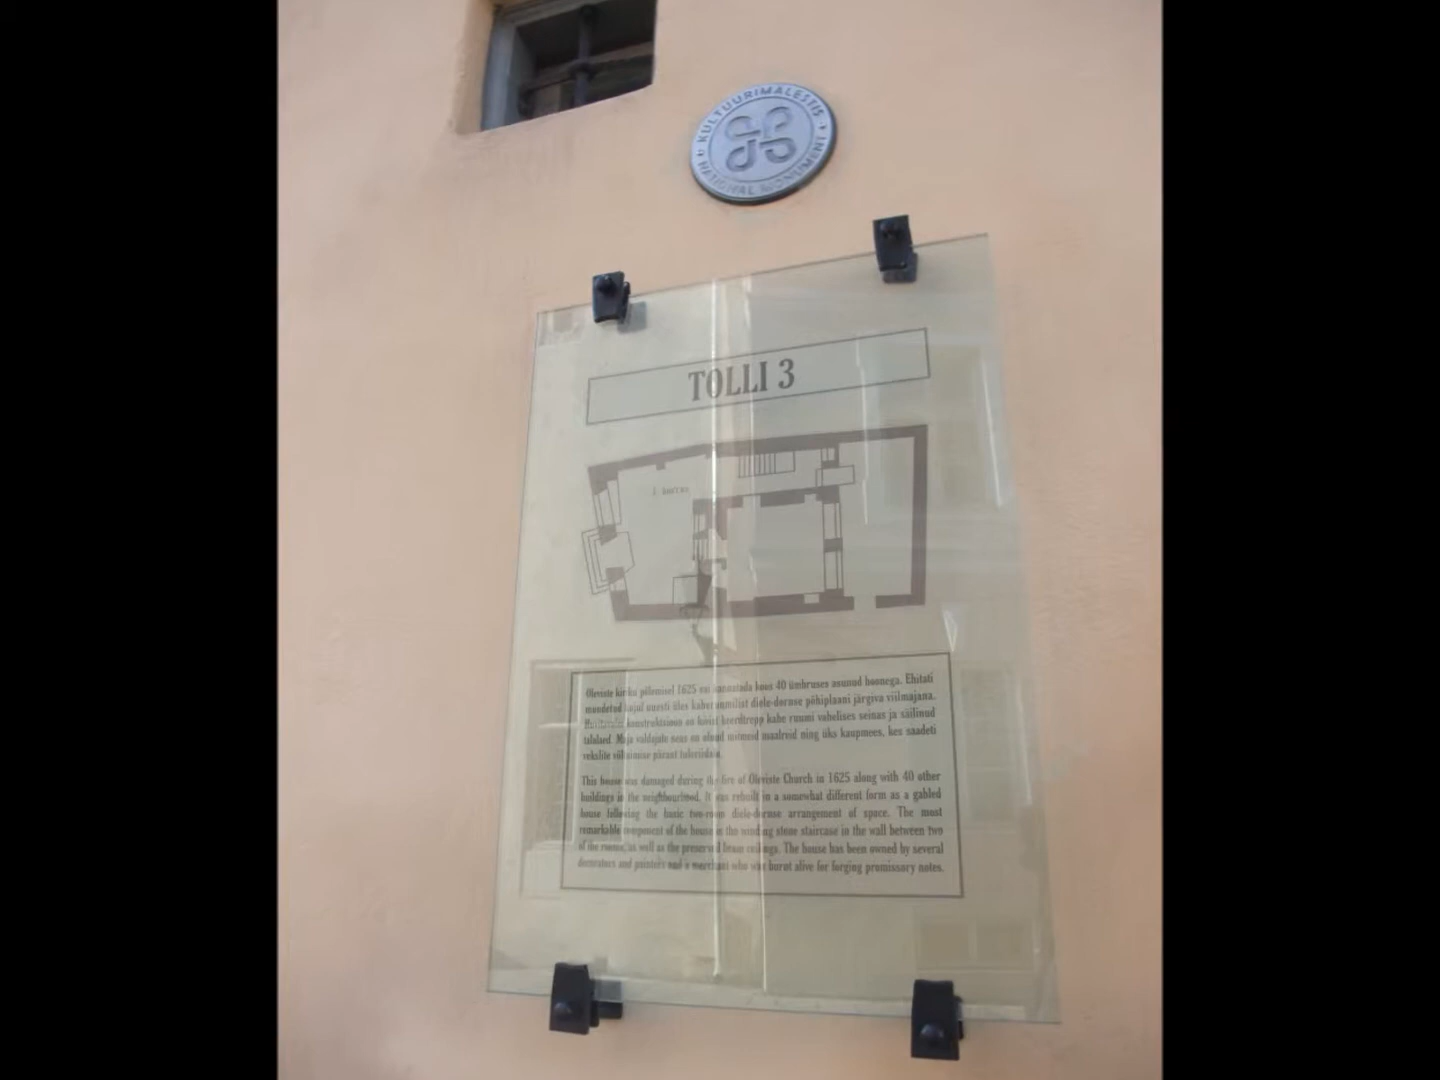 KULTUURIMÄLESTIS
NATIONAL MONUMENT
TOLLI 3
Oleviste kiriku põlemisel 1625 sai kannatada koos 40 ümbruses asunud hoonega. Ehitati
muudetud kujul uuesti üles kaheruumilist diele-dornse põhiplaani järgiva viilmajana.
konstruktsioon on kivist keerdtrepp kahe ruumi vahelises seinas ja säilinud
talalaed. Maja valdajate seas on olnud mitmeid maalreid ning üks kaupmees, kes saadeti
vekslite võltsimise pärast tuleriidale.
This house was damaged during the fire of Oleviste Church in 1625 along with 40 other
buildings in the neighbourhood. It was rebuilt in a somewhat different form as a gabled
house following the basic two-room diele-dornse arrangement of space. The most
remarkable component of the house is the winding stone staircase in the wall between two
of the rooms, as well as the preserved beam ceilings. The house has been owned by several
decorators and painters and a merchant who was burnt alive for forging promissory notes.